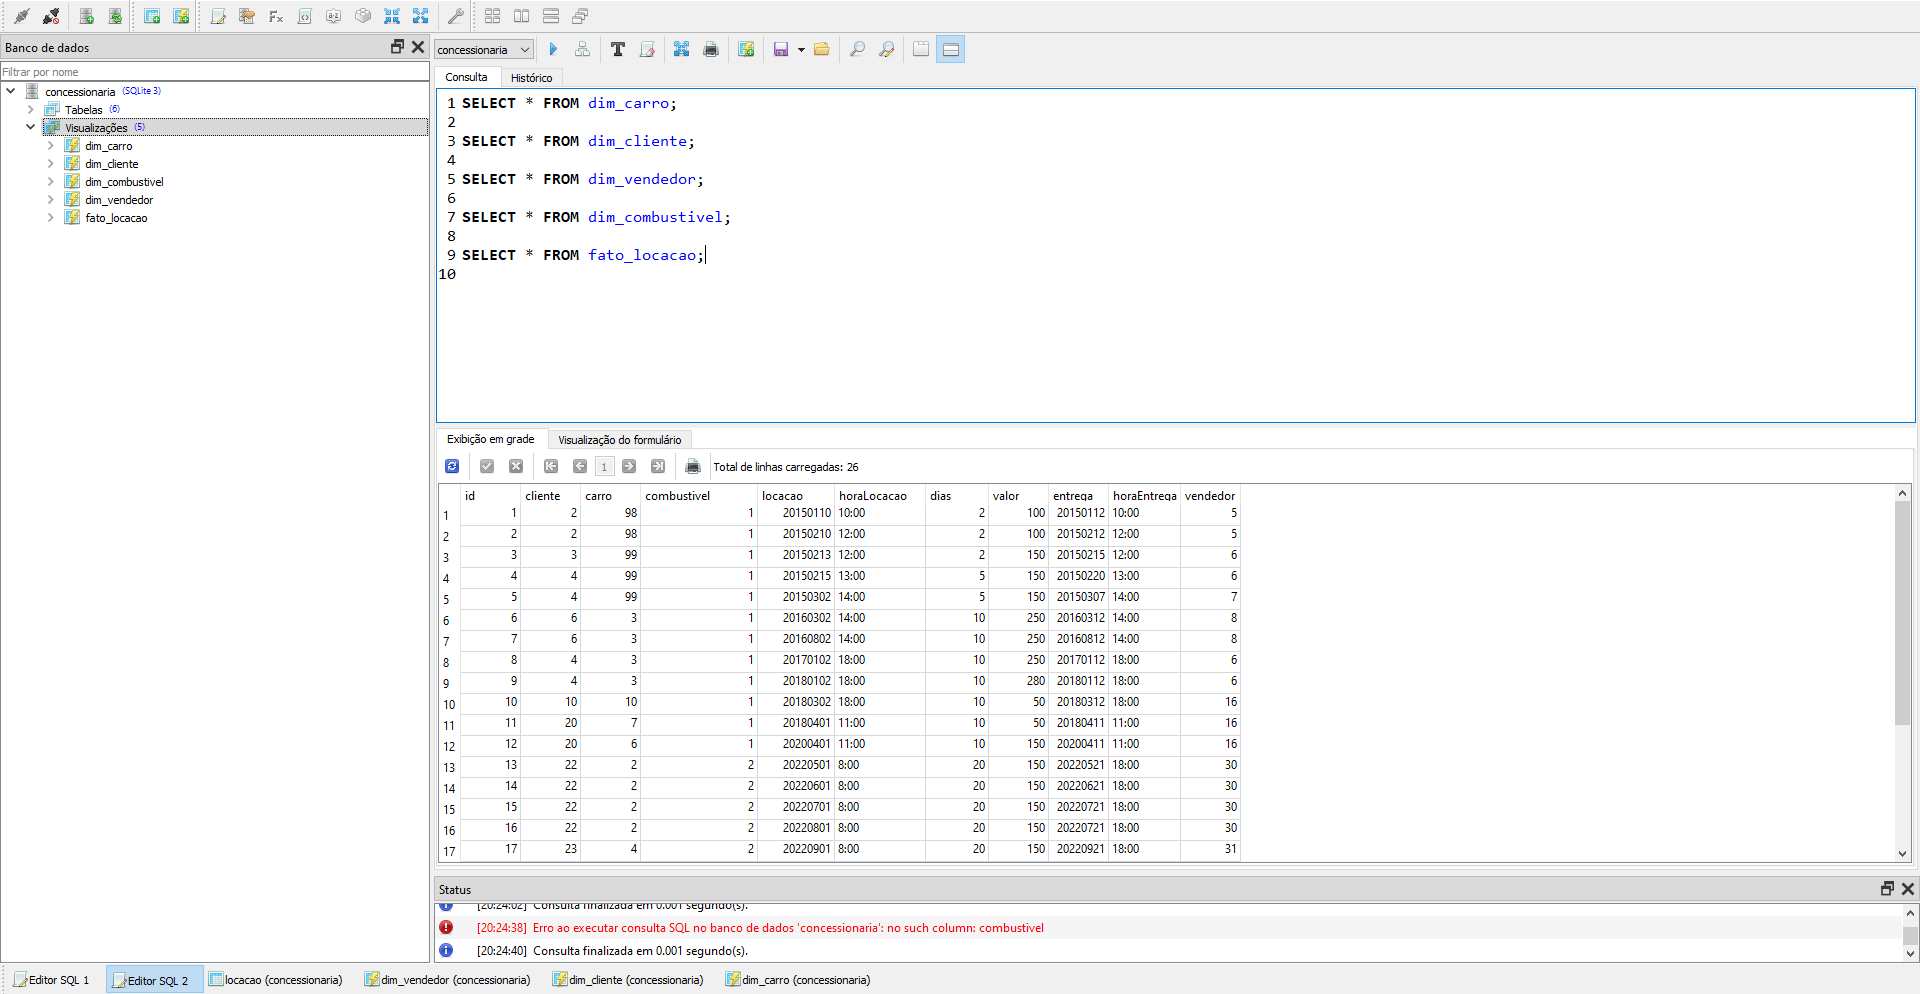 Banco de dados
Filtrar por nome
concessionaria (SQLite 3)
Tabelas (6)
Visualizações (5)
dim_carro
dim_cliente
dim_combustivel
dim_vendedor
fato_locacao
concessionaria
Consulta Histórico
1 SELECT * FROM dim_carro;
2
3 SELECT * FROM dim_cliente;
4
5 SELECT * FROM dim_vendedor;
6
7 SELECT * FROM dim_combustivel;
8
9 SELECT * FROM fato_locacao;
10
Exibição em grade Visualização do formulário
1 Total de linhas carregadas: 26
id cliente carro combustivel locacao horaLocacao dias valor entrega horaEntrega vendedor
1 1 2 98 1 20150110 10:00 2 100 20150112 10:00 5
2 2 2 98 1 20150210 12:00 2 100 20150212 12:00 5
3 3 3 99 1 20150213 12:00 2 150 20150215 12:00 6
4 4 4 99 1 20150215 13:00 5 150 20150220 13:00 6
5 5 4 99 1 20150302 14:00 5 150 20150307 14:00 7
6 6 6 3 1 20160302 14:00 10 250 20160312 14:00 8
7 7 6 3 1 20160802 14:00 10 250 20160812 14:00 8
8 8 4 3 1 20170102 18:00 10 250 20170112 18:00 6
9 9 4 3 1 20180102 18:00 10 280 20180112 18:00 6
10 10 10 10 1 20180302 18:00 10 50 20180312 18:00 16
11 11 20 7 1 20180401 11:00 10 50 20180411 11:00 16
12 12 20 6 1 20200401 11:00 10 150 20200411 11:00 16
13 13 22 2 2 20220501 8:00 20 150 20220521 18:00 30
14 14 22 2 2 20220601 8:00 20 150 20220621 18:00 30
15 15 22 2 2 20220701 8:00 20 150 20220721 18:00 30
16 16 22 2 2 20220801 8:00 20 150 20220721 18:00 30
17 17 23 4 2 20220901 8:00 20 150 20220921 18:00 31
Status
[20:24:02] Consulta finalizada em 0.001 segundo(s).
[20:24:38] Erro ao executar consulta SQL no banco de dados 'concessionaria': no such column: combustivel
[20:24:40] Consulta finalizada em 0.001 segundo(s).
Editor SQL 1 Editor SQL 2 locacao (concessionaria) dim_vendedor (concessionaria) dim_cliente (concessionaria) dim_carro (concessionaria)